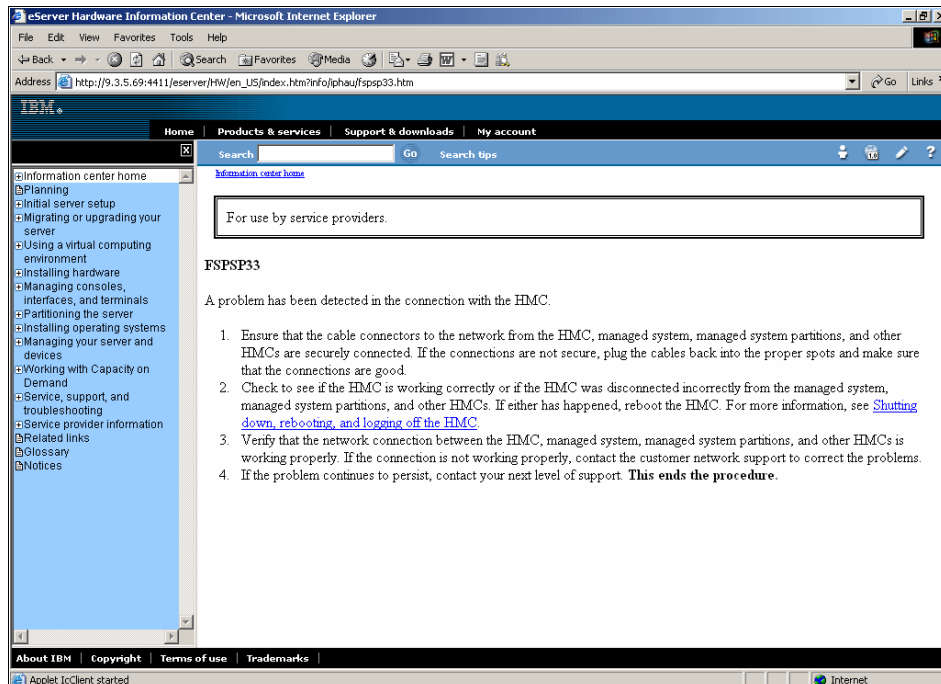 eServer Hardware Information Center - Microsoft Internet Explorer
File Edit View Favorites Tools Help
Back Search Favorites Media
Address http://9.3.5.69:4411/eserver/HW/en_US/index.htm?info/iphau/fspsp33.htm Go Links
IBM
Home | Products & services | Support & downloads | My account
Search Go Search tips 1.0 ?
Information center home
Planning
Initial server setup
Migrating or upgrading your
server
Using a virtual computing
environment
Installing hardware
Managing consoles,
interfaces, and terminals
Partitioning the server
Installing operating systems
Managing your server and
devices
Working with Capacity on
Demand
Service, support, and
troubleshooting
Service provider information
Related links
Glossary
Notices
Information center home
For use by service providers.
FSPSP33
A problem has been detected in the connection with the HMC.
1. Ensure that the cable connectors to the network from the HMC, managed system, managed system partitions, and other
HMCs are securely connected. If the connections are not secure, plug the cables back into the proper spots and make sure
that the connections are good.
2. Check to see if the HMC is working correctly or if the HMC was disconnected incorrectly from the managed system,
managed system partitions, and other HMCs. If either has happened, reboot the HMC. For more information, see Shutting
down, rebooting, and logging off the HMC.
3. Verify that the network connection between the HMC, managed system, managed system partitions, and other HMCs is
working properly. If the connection is not working properly, contact the customer network support to correct the problems.
4. If the problem continues to persist, contact your next level of support. This ends the procedure.
About IBM | Copyright | Terms of use | Trademarks |
Applet IcClient started Internet